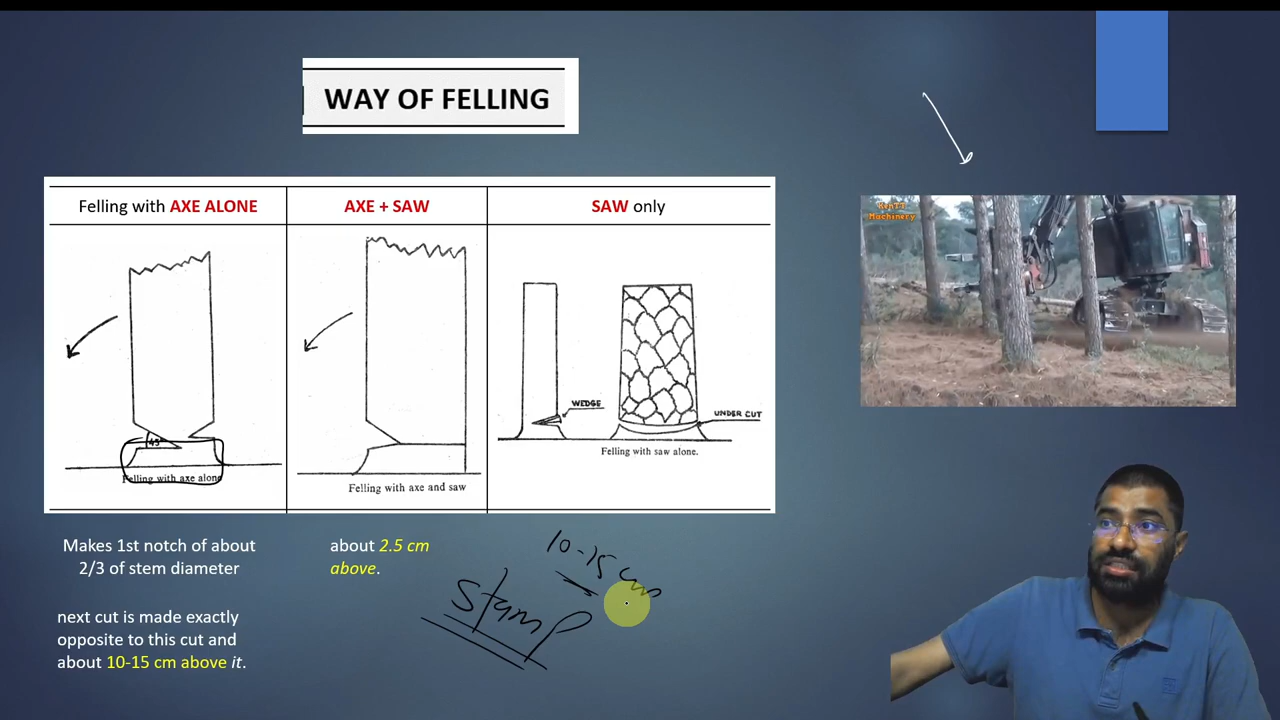 WAY OF FELLING
Felling with AXE ALONE
AXE + SAW
SAW only
45
Felling with axe alone
Felling with axe and saw
WEDGE
UNDER CUT
Felling with saw alone.
KENZI
Machinery
Makes 1st notch of about
2/3 of stem diameter
next cut is made exactly
opposite to this cut and
about 10-15 cm above it.
about 2.5 cm
above.
10-15 cm
stamp